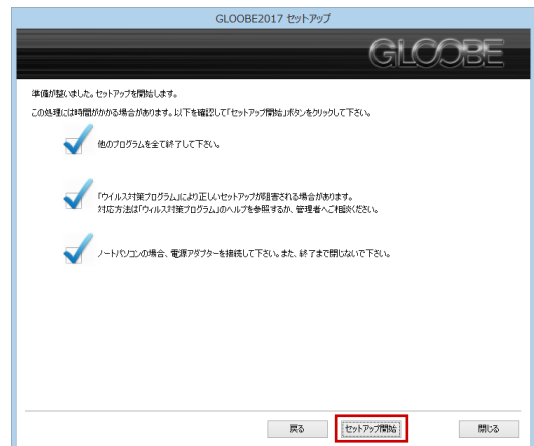 GLOOBE2017 セットアップ
GLOOBE
準備が整いました。セットアップを開始します。
この処理には時間がかかる場合があります。以下を確認して「セットアップ開始」ボタンをクリックして下さい。
他のプログラムを全て終了して下さい。
「ウイルス対策プログラム」により正しいセットアップが阻害される場合があります。
対応方法は「ウィルス対策プログラム」のヘルプを参照するか、管理者へご相談ください。
ノートパソコンの場合、電源アダプターを接続して下さい。また、終了まで閉じないで下さい。
戻る
セットアップ開始
閉じる